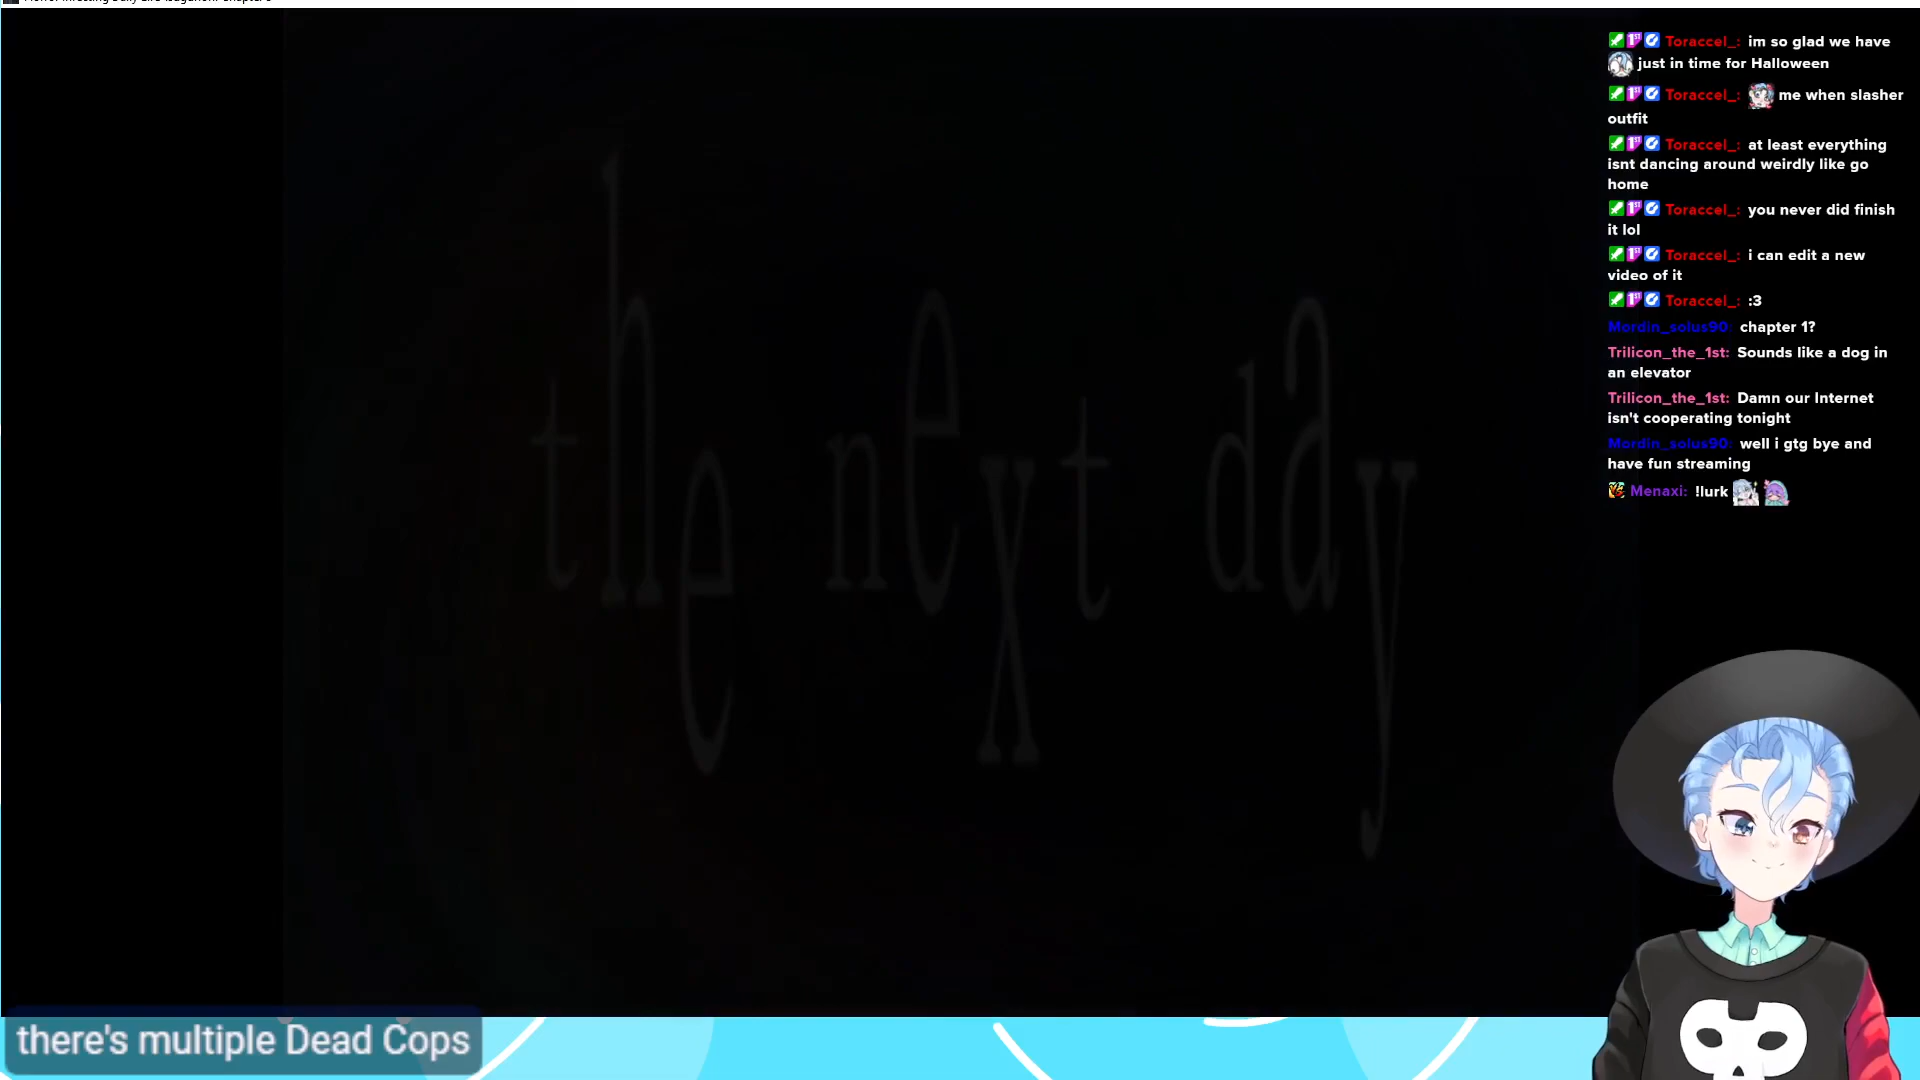 the next day
Toraccel_: im so glad we have
just in time for Halloween
Toraccel_: me when slasher
outfit
Toraccel_: at least everything
isnt dancing around weirdly like go
home
Toraccel_: you never did finish
it lol
Toraccel_: i can edit a new
video of it
Toraccel_: :3
Mordin_solus90: chapter 1?
Trilicon_the_1st: Sounds like a dog in
an elevator
Trilicon_the_1st: Damn our Internet
isn't cooperating tonight
Mordin_solus90: well i gtg bye and
have fun streaming
Menaxi: !lurk
there's multiple Dead Cops